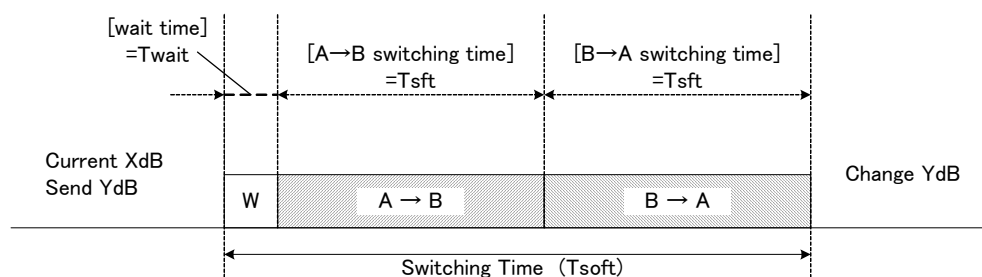 [wait time]
=Twait
[A→B switching time]
=Tsft
[B→A switching time]
=Tsft
Current XdB
Send YdB
W
A → B
B → A
Change YdB
Switching Time (Tsoft)